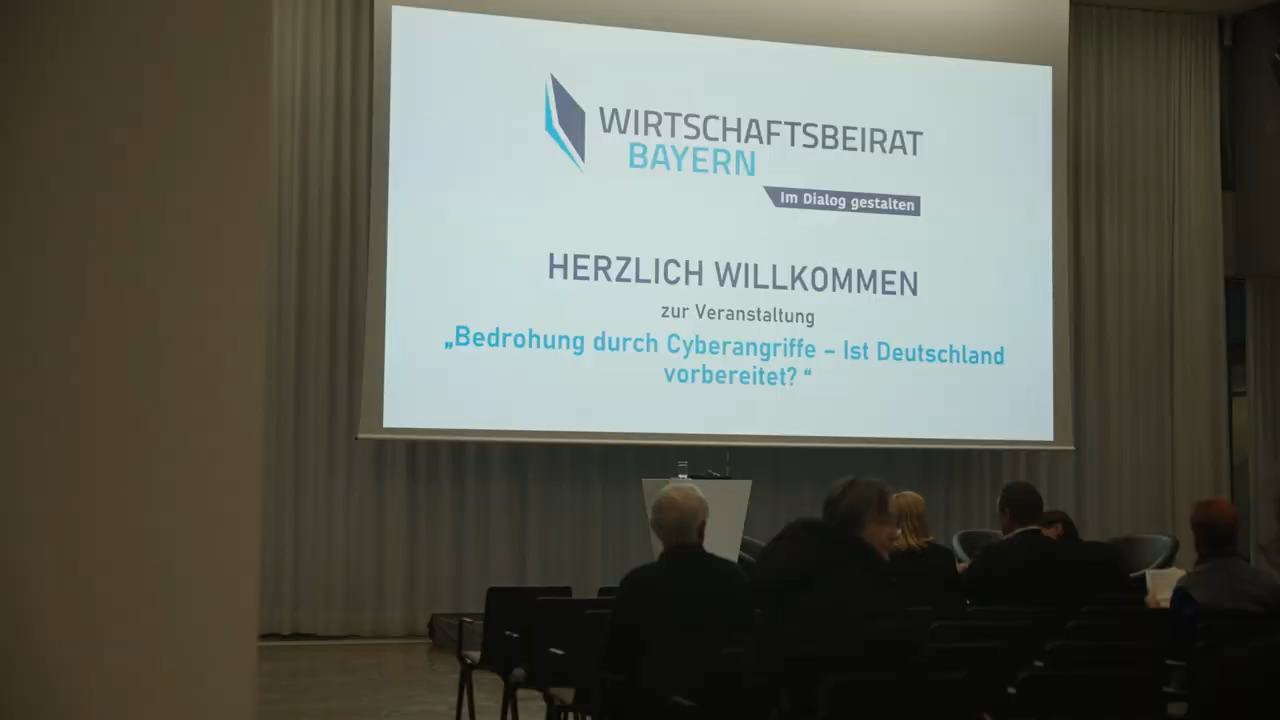 WIRTSCHAFTSBEIRAT
BAYERN
Im Dialog gestalten
HERZLICH WILLKOMMEN
zur Veranstaltung
„Bedrohung durch Cyberangriffe – Ist Deutschland
vorbereitet? “